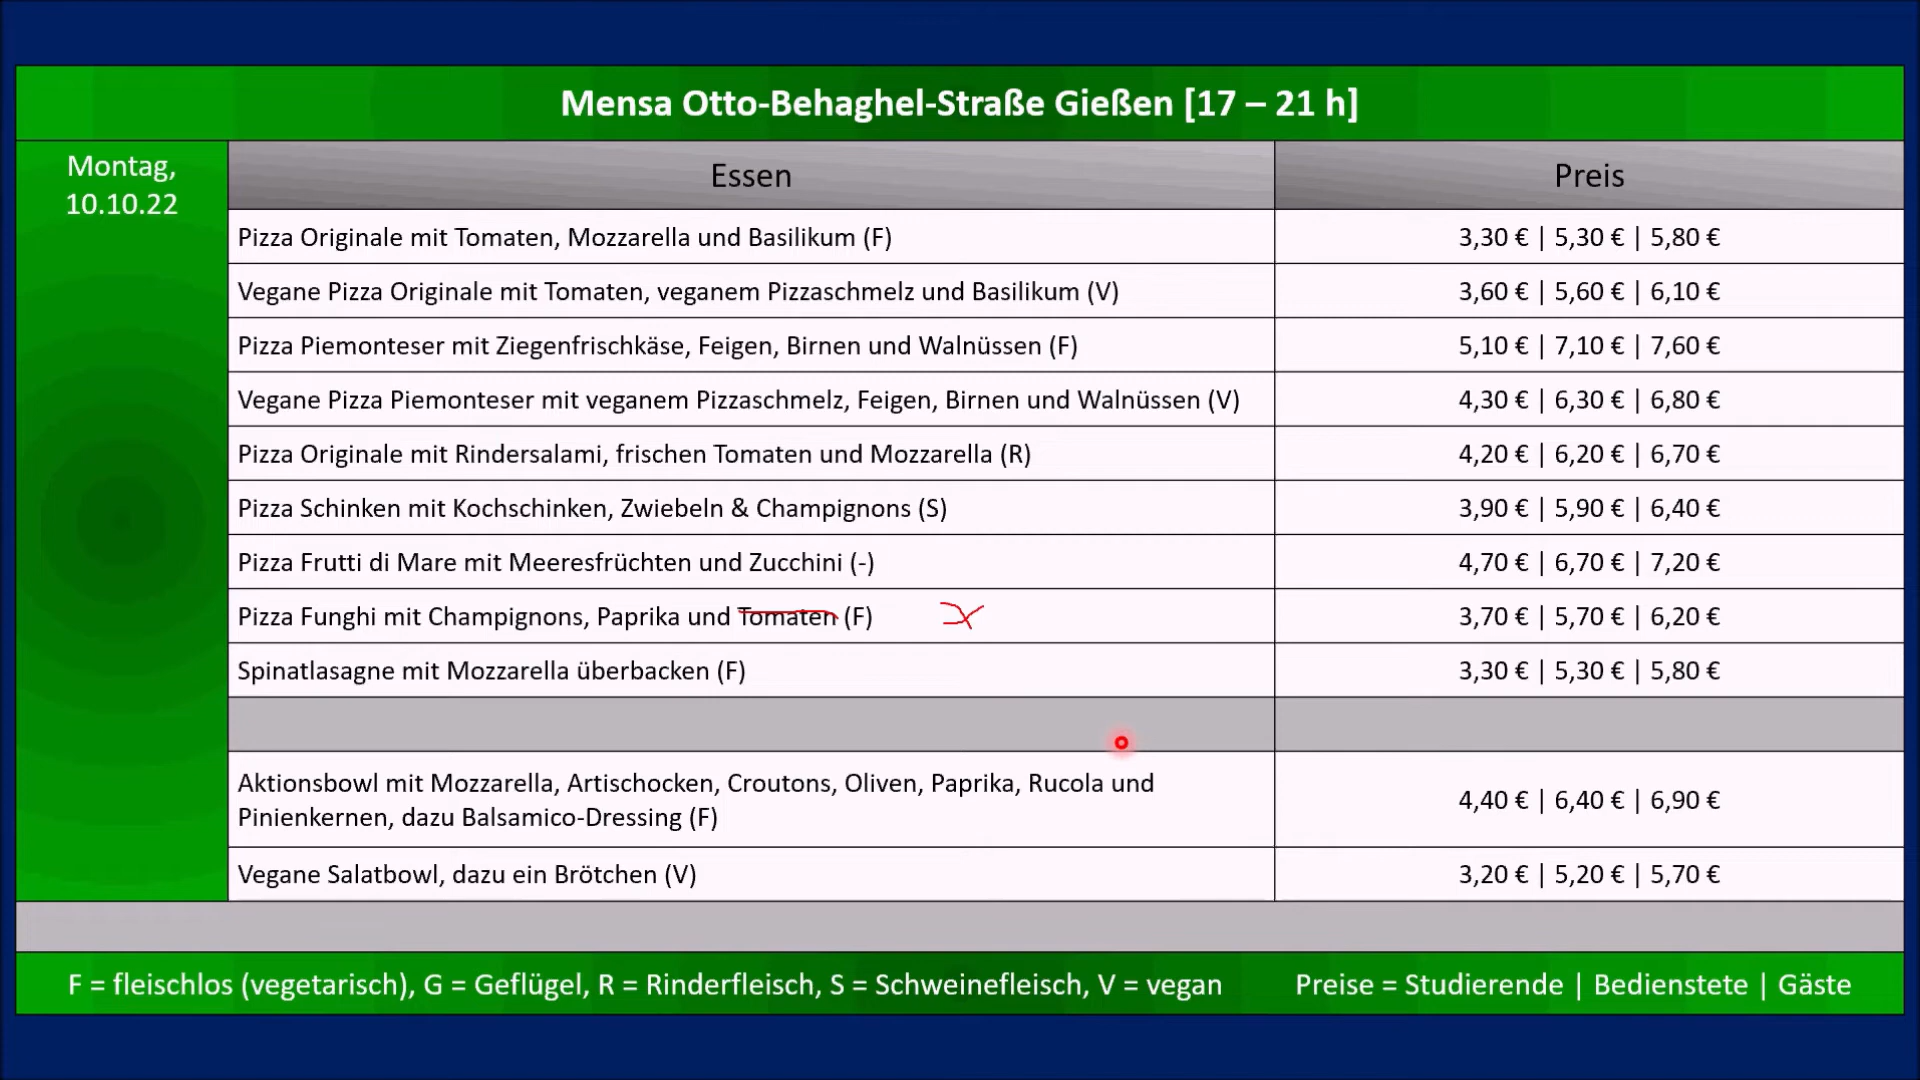 Mensa Otto-Behaghel-Straße Gießen [17 – 21 h]
Montag,
10.10.22
Essen
Preis
Pizza Originale mit Tomaten, Mozzarella und Basilikum (F)
3,30 € | 5,30 € | 5,80 €
Vegane Pizza Originale mit Tomaten, veganem Pizzaschmelz und Basilikum (V)
3,60 € | 5,60 € | 6,10 €
Pizza Piemonteser mit Ziegenfrischkäse, Feigen, Birnen und Walnüssen (F)
5,10 € | 7,10 € | 7,60 €
Vegane Pizza Piemonteser mit veganem Pizzaschmelz, Feigen, Birnen und Walnüssen (V)
4,30 € | 6,30 € | 6,80 €
Pizza Originale mit Rindersalami, frischen Tomaten und Mozzarella (R)
4,20 € | 6,20 € | 6,70 €
Pizza Schinken mit Kochschinken, Zwiebeln & Champignons (S)
3,90 € | 5,90 € | 6,40 €
Pizza Frutti di Mare mit Meeresfrüchten und Zucchini (-)
4,70 € | 6,70 € | 7,20 €
Pizza Funghi mit Champignons, Paprika und Tomaten (F)
3,70 € | 5,70 € | 6,20 €
Spinatlasagne mit Mozzarella überbacken (F)
3,30 € | 5,30 € | 5,80 €
Aktionsbowl mit Mozzarella, Artischocken, Croutons, Oliven, Paprika, Rucola und
Pinienkernen, dazu Balsamico-Dressing (F)
4,40 € | 6,40 € | 6,90 €
Vegane Salatbowl, dazu ein Brötchen (V)
3,20 € | 5,20 € | 5,70 €
F = fleischlos (vegetarisch), G = Geflügel, R = Rinderfleisch, S = Schweinefleisch, V = vegan
Preise = Studierende | Bedienstete | Gäste